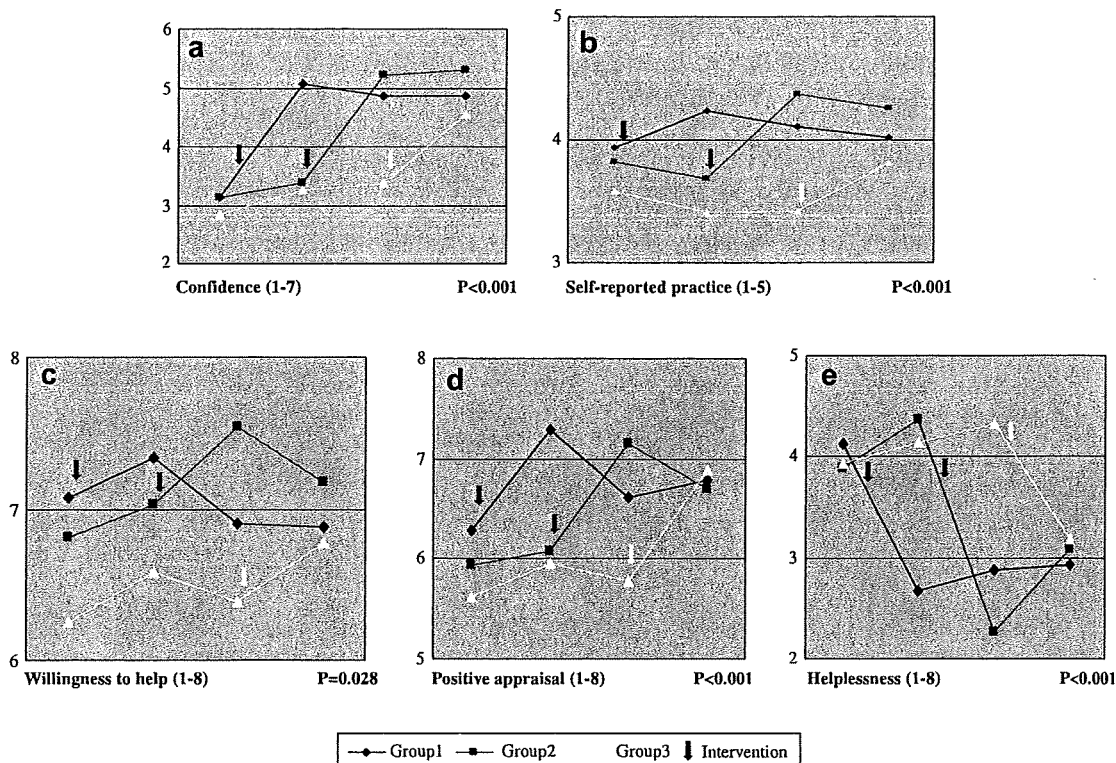 a
6
5
4
3
2
Confidence (1-7) P<0.001
b
5
4
3
Self-reported practice (1-5) P<0.001
c
8
7
6
Willingness to help (1-8) P=0.028
d
8
7
6
5
Positive appraisal (1-8) P<0.001
e
5
4
3
2
Helplessness (1-8) P<0.001
Group1 Group2 Group3 Intervention